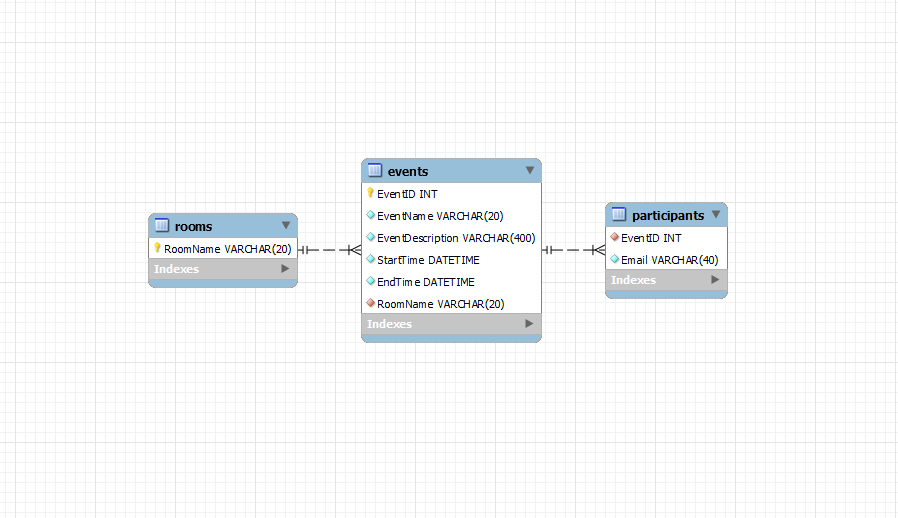 rooms
RoomName VARCHAR(20)
Indexes
events
EventID INT
EventName VARCHAR(20)
EventDescription VARCHAR(400)
StartTime DATETIME
EndTime DATETIME
RoomName VARCHAR(20)
Indexes
participants
EventID INT
Email VARCHAR(40)
Indexes